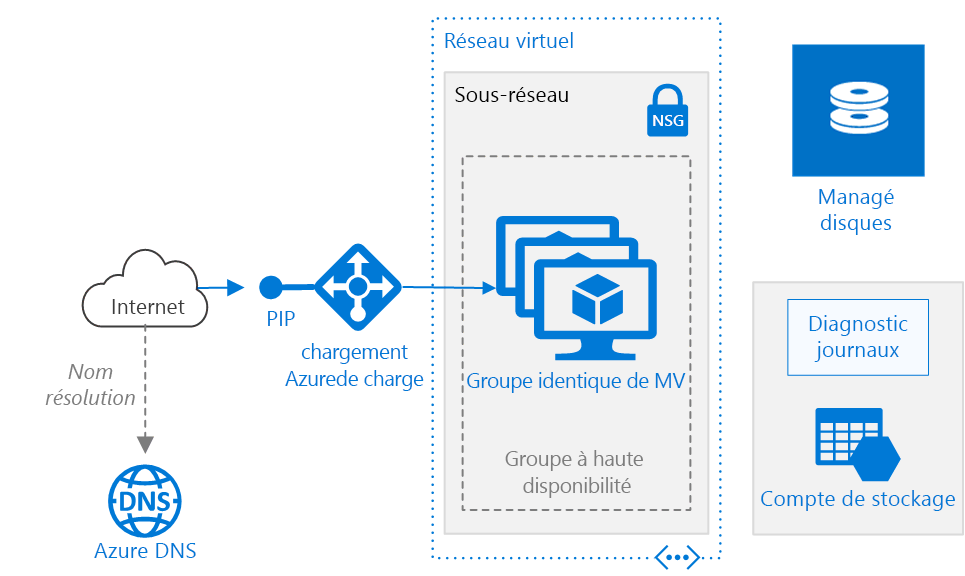 Réseau virtuel
Sous-réseau
NSG
Managé
disques
Internet
PIP
chargement
Azurede charge
Groupe identique de MV
Diagnostic
journaux
Nom
résolution
Groupe à haute
disponibilité
Compte de stockage
DNS
Azure DNS